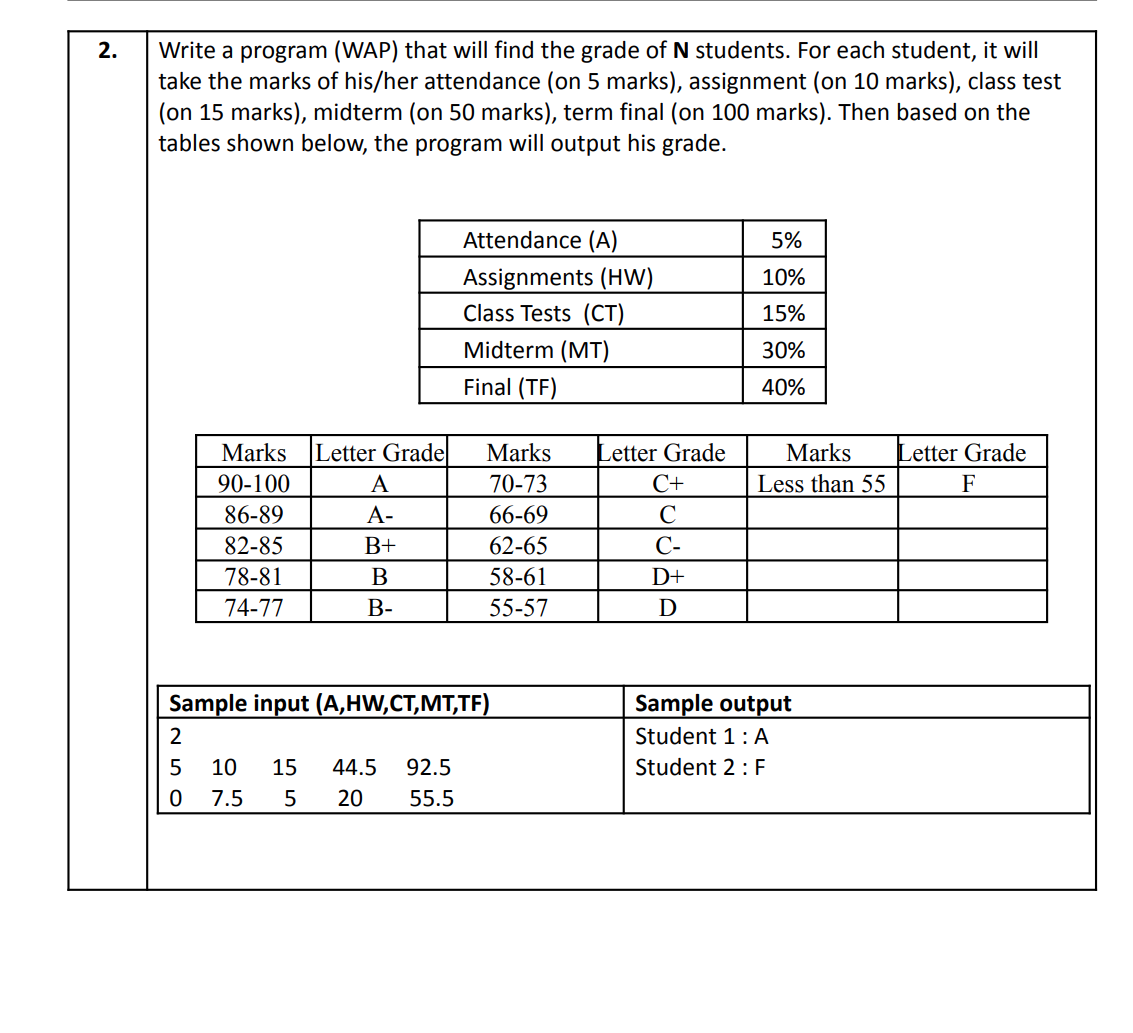 2.
Write a program (WAP) that will find the grade of N students. For each student, it will
take the marks of his/her attendance (on 5 marks), assignment (on 10 marks), class test
(on 15 marks), midterm (on 50 marks), term final (on 100 marks). Then based on the
tables shown below, the program will output his grade.
Attendance (A) 5%
Assignments (HW) 10%
Class Tests (CT) 15%
Midterm (MT) 30%
Final (TF) 40%
Marks Letter Grade Marks Letter Grade Marks Letter Grade
90-100 A 70-73 C+ Less than 55 F
86-89 A- 66-69 C
82-85 B+ 62-65 C-
78-81 B 58-61 D+
74-77 B- 55-57 D
Sample input (A,HW,CT,MT,TF) Sample output
2 Student 1 : A
5 10 15 44.5 92.5 Student 2 : F
0 7.5 5 20 55.5